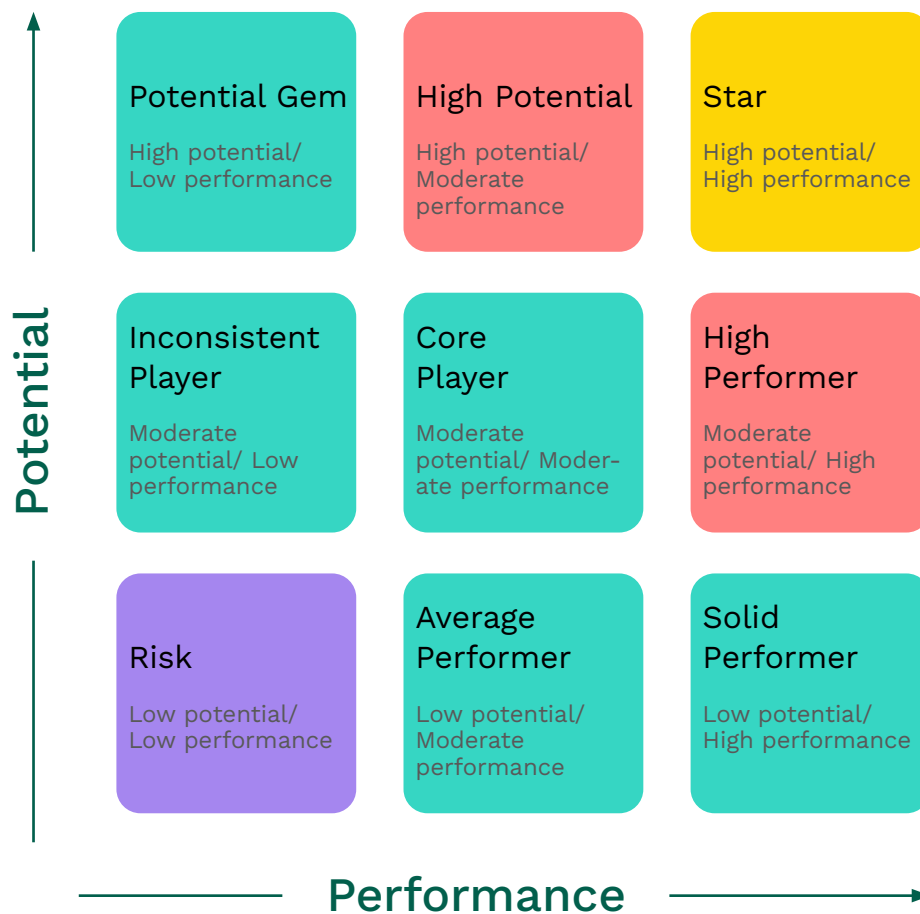 Potential Gem
High potential/
Low performance
High Potential
High potential/
Moderate
performance
Star
High potential/
High performance
Potential
Inconsistent
Player
Moderate
potential/ Low
performance
Core
Player
Moderate
potential/ Moder-
ate performance
High
Performer
Moderate
potential/ High
performance
Risk
Low potential/
Low performance
Average
Performer
Low potential/
Moderate
performance
Solid
Performer
Low potential/
High performance
Performance